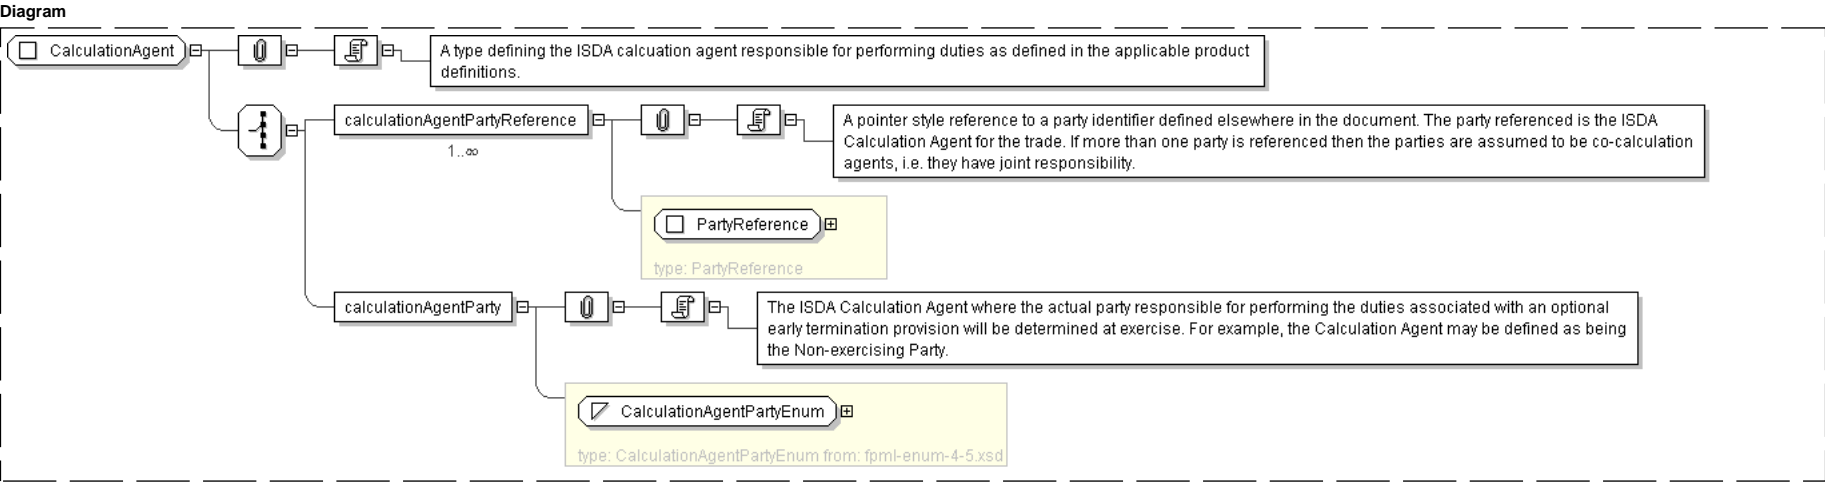 Diagram
CalculationAgent
A type defining the ISDA calcuation agent responsible for performing duties as defined in the applicable product
definitions.
calculationAgentPartyReference
1..∞
A pointer style reference to a party identifier defined elsewhere in the document. The party referenced is the ISDA
Calculation Agent for the trade. If more than one party is referenced then the parties are assumed to be co-calculation
agents, i.e. they have joint responsibility.
PartyReference
type: PartyReference
calculationAgentParty
The ISDA Calculation Agent where the actual party responsible for performing the duties associated with an optional
early termination provision will be determined at exercise. For example, the Calculation Agent may be defined as being
the Non-exercising Party.
CalculationAgentPartyEnum
type: CalculationAgentPartyEnum from: fpml-enum-4-5.xsd